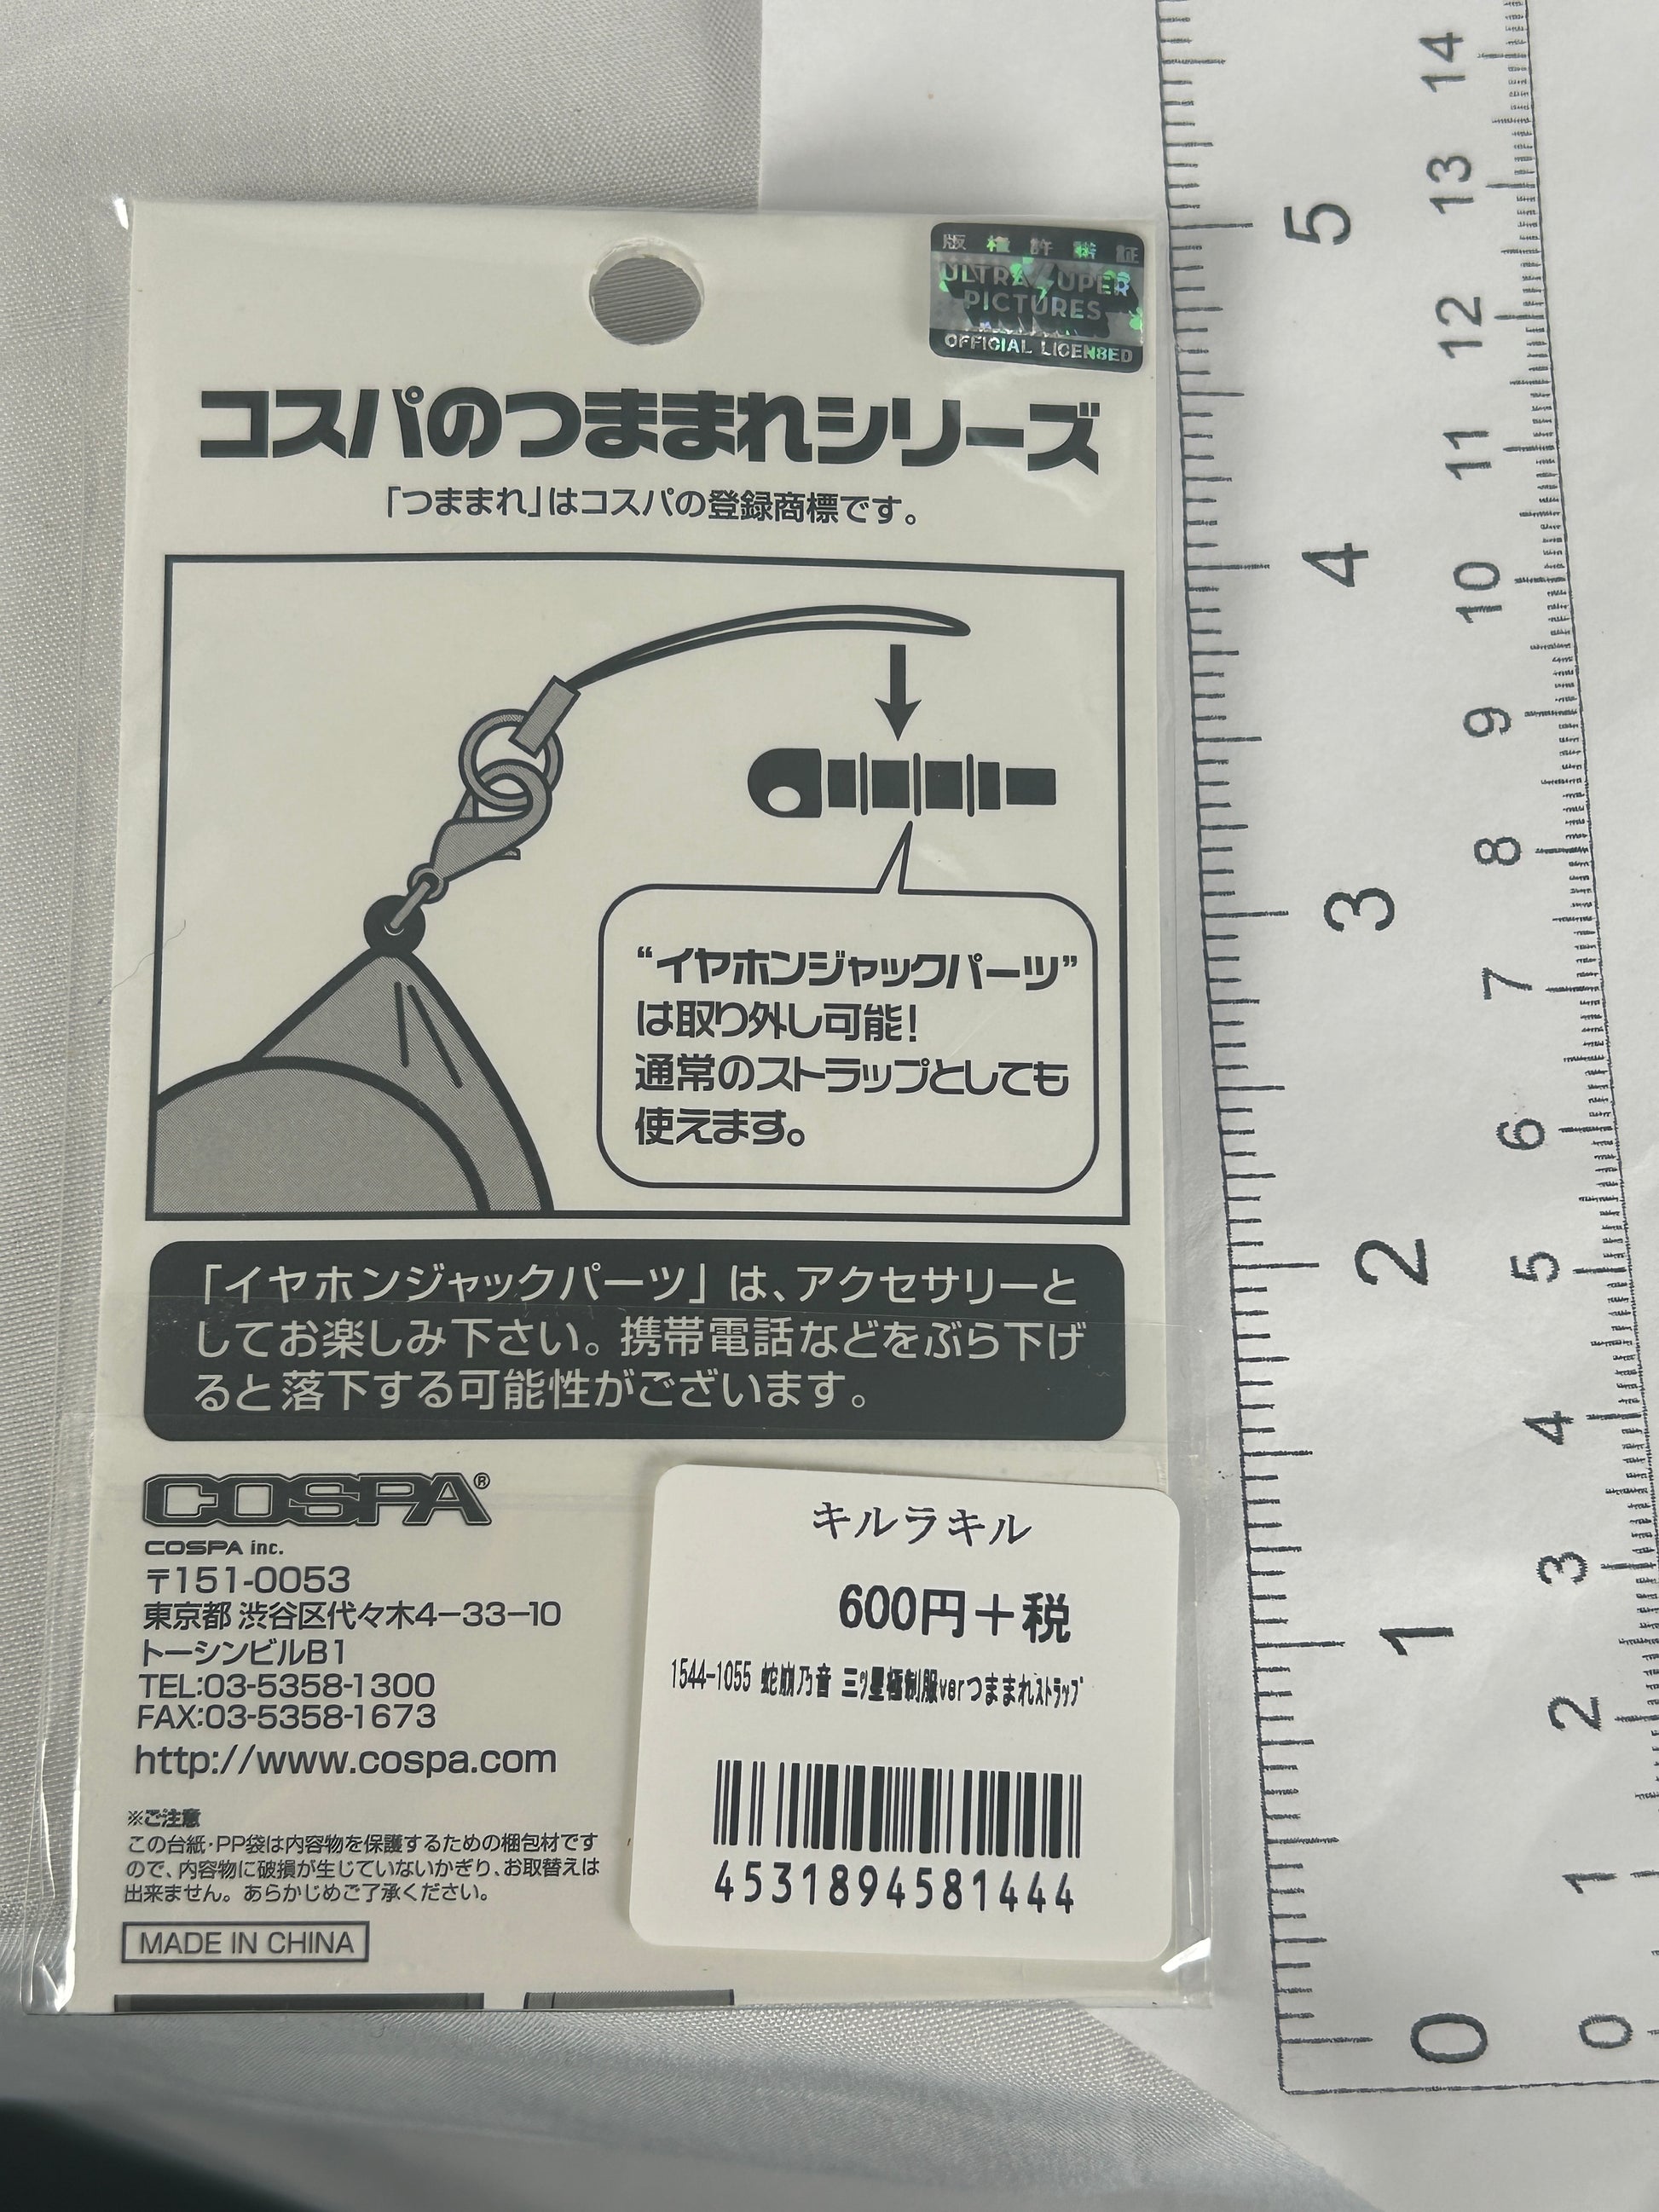 版権許諾証
ULTRA SUPER
PICTURES
OFFICIAL LICENSED
コスパのつままれシリーズ
「つままれ」はコスパの登録商標です。
“イヤホンジャックパーツ”
は取り外し可能!
通常のストラップとしても
使えます。
「イヤホンジャックパーツ」は、アクセサリーと
してお楽しみ下さい。携帯電話などをぶら下げ
ると落下する可能性がございます。
COSPA®
COSPA inc.
〒151-0053
東京都 渋谷区代々木4-33-10
トーシンビルB1
TEL:03-5358-1300
FAX:03-5358-1673
http://www.cospa.com
※ご注意
この台紙・PP袋は内容物を保護するための梱包材です
ので、内容物に破損が生じていないかぎり、お取替えは
出来ません。あらかじめご了承ください。
MADE IN CHINA
キルラキル
600円+税
1544-1055 蛇崩乃音 三ツ星極制服verつままれストラップ
4531894581444
5
4
3
2
1
0
14
13
12
11
10
9
8
7
6
5
4
3
2
1
0